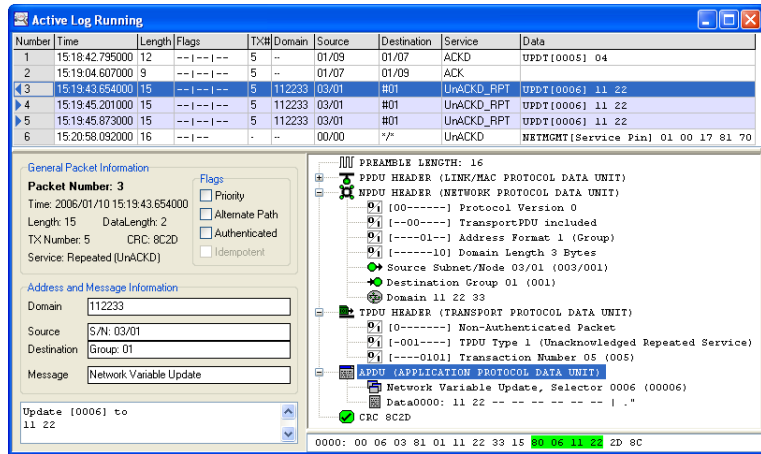 Active Log Running
Number Time Length Flags TX# Domain Source Destination Service Data
1 15:18:42.795000 12 --|--|-- 5 -- 01/09 01/07 ACKD UPDT[0005] 04
2 15:19:04.607000 9 --|--|-- 5 -- 01/07 01/09 ACK
3 15:19:43.654000 15 --|--|-- 5 112233 03/01 #01 UnACKD_RPT UPDT[0006] 11 22
4 15:19:45.201000 15 --|--|-- 5 112233 03/01 #01 UnACKD_RPT UPDT[0006] 11 22
5 15:19:45.873000 15 --|--|-- 5 112233 03/01 #01 UnACKD_RPT UPDT[0006] 11 22
6 15:20:58.092000 16 --|-- - -- 00/00 */* UnACKD NETMGMT[Service Pin] 01 00 17 81 70
General Packet Information
Packet Number: 3
Time: 2006/01/10 15:19:43.654000
Length: 15 DataLength: 2
TX Number: 5 CRC: 8C2D
Service: Repeated (UnACKD)
Flags
Priority
Alternate Path
Authenticated
Idempotent
Address and Message Information
Domain 112233
Source S/N: 03/01
Destination Group: 01
Message Network Variable Update
Update [0006] to
11 22
PREAMBLE LENGTH: 16
PPDU HEADER (LINK/MAC PROTOCOL DATA UNIT)
NPDU HEADER (NETWORK PROTOCOL DATA UNIT)
[00------] Protocol Version 0
[--00----] TransportPDU included
[----01--] Address Format 1 (Group)
[------10] Domain Length 3 Bytes
Source Subnet/Node 03/01 (003/001)
Destination Group 01 (001)
Domain 11 22 33
TPDU HEADER (TRANSPORT PROTOCOL DATA UNIT)
[0-------] Non-Authenticated Packet
[-001----] TPDU Type 1 (Unacknowledged Repeated Service)
[----0101] Transaction Number 05 (005)
APDU (APPLICATION PROTOCOL DATA UNIT)
Network Variable Update, Selector 0006 (00006)
Data0000: 11 22 -- -- -- -- -- -- | ."
CRC 8C2D
0000: 00 06 03 81 01 11 22 33 15 80 06 11 22 2D 8C